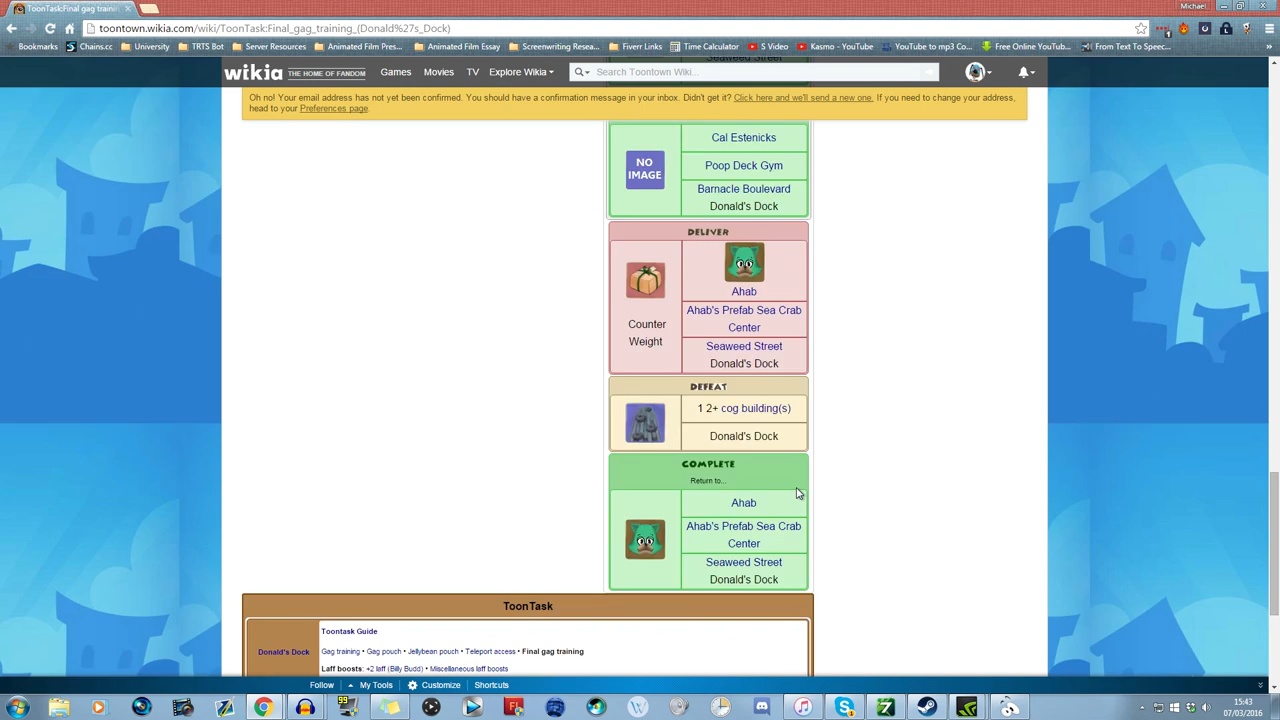 ToonTask:Final gag trainin
Michael
toontown.wikia.com/wiki/ToonTask:Final_gag_training_(Donald%27s_Dock)
Bookmarks Chains.cc University TRTS Bot Server Resources Animated Film Pres... Animated Film Essay Screenwriting Resea... Fiverr Links Time Calculator S Video Kasmo - YouTube YouTube to mp3 Co... Free Online YouTub... From Text To Speec...
Seaweed Street
wikia THE HOME OF FANDOM Games Movies TV Explore Wikia Search Toontown Wiki...
Oh no! Your email address has not yet been confirmed. You should have a confirmation message in your inbox. Didn't get it? Click here and we'll send a new one. If you need to change your address,
head to your Preferences page.
Cal Estenicks
NO IMAGE
Poop Deck Gym
Barnacle Boulevard
Donald's Dock
DELIVER
Ahab
Ahab's Prefab Sea Crab
Center
Counter
Weight
Seaweed Street
Donald's Dock
DEFEAT
1 2+ cog building(s)
Donald's Dock
COMPLETE
Return to...
Ahab
Ahab's Prefab Sea Crab
Center
Seaweed Street
Donald's Dock
ToonTask
Toontask Guide
Donald's Dock
Gag training • Gag pouch • Jellybean pouch • Teleport access • Final gag training
Laff boosts: +2 laff (Billy Budd) • Miscellaneous laff boosts
Follow My Tools Customize Shortcuts
99
15:43
07/03/2016